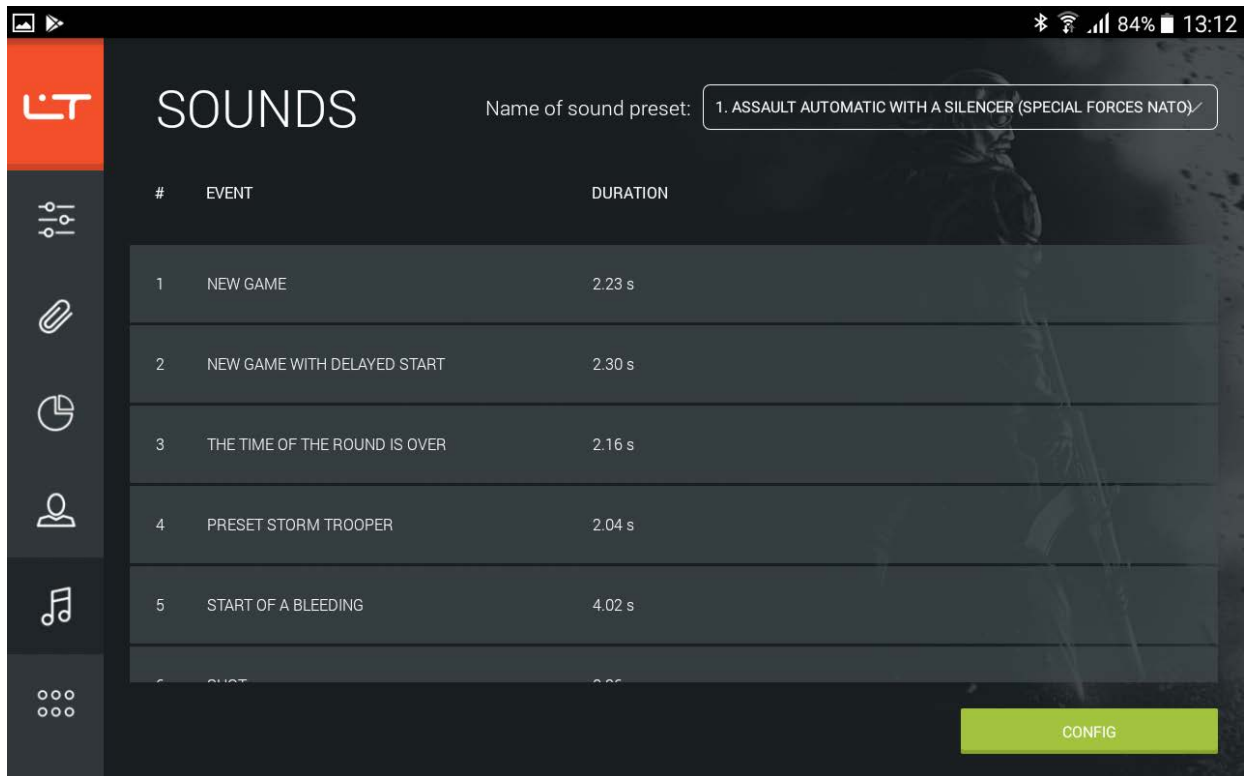 84% 13:12
LT
SOUNDS
Name of sound preset: 1. ASSAULT AUTOMATIC WITH A SILENCER (SPECIAL FORCES NATO)
# EVENT DURATION
1 NEW GAME 2.23 s
2 NEW GAME WITH DELAYED START 2.30 s
3 THE TIME OF THE ROUND IS OVER 2.16 s
4 PRESET STORM TROOPER 2.04 s
5 START OF A BLEEDING 4.02 s
CONFIG